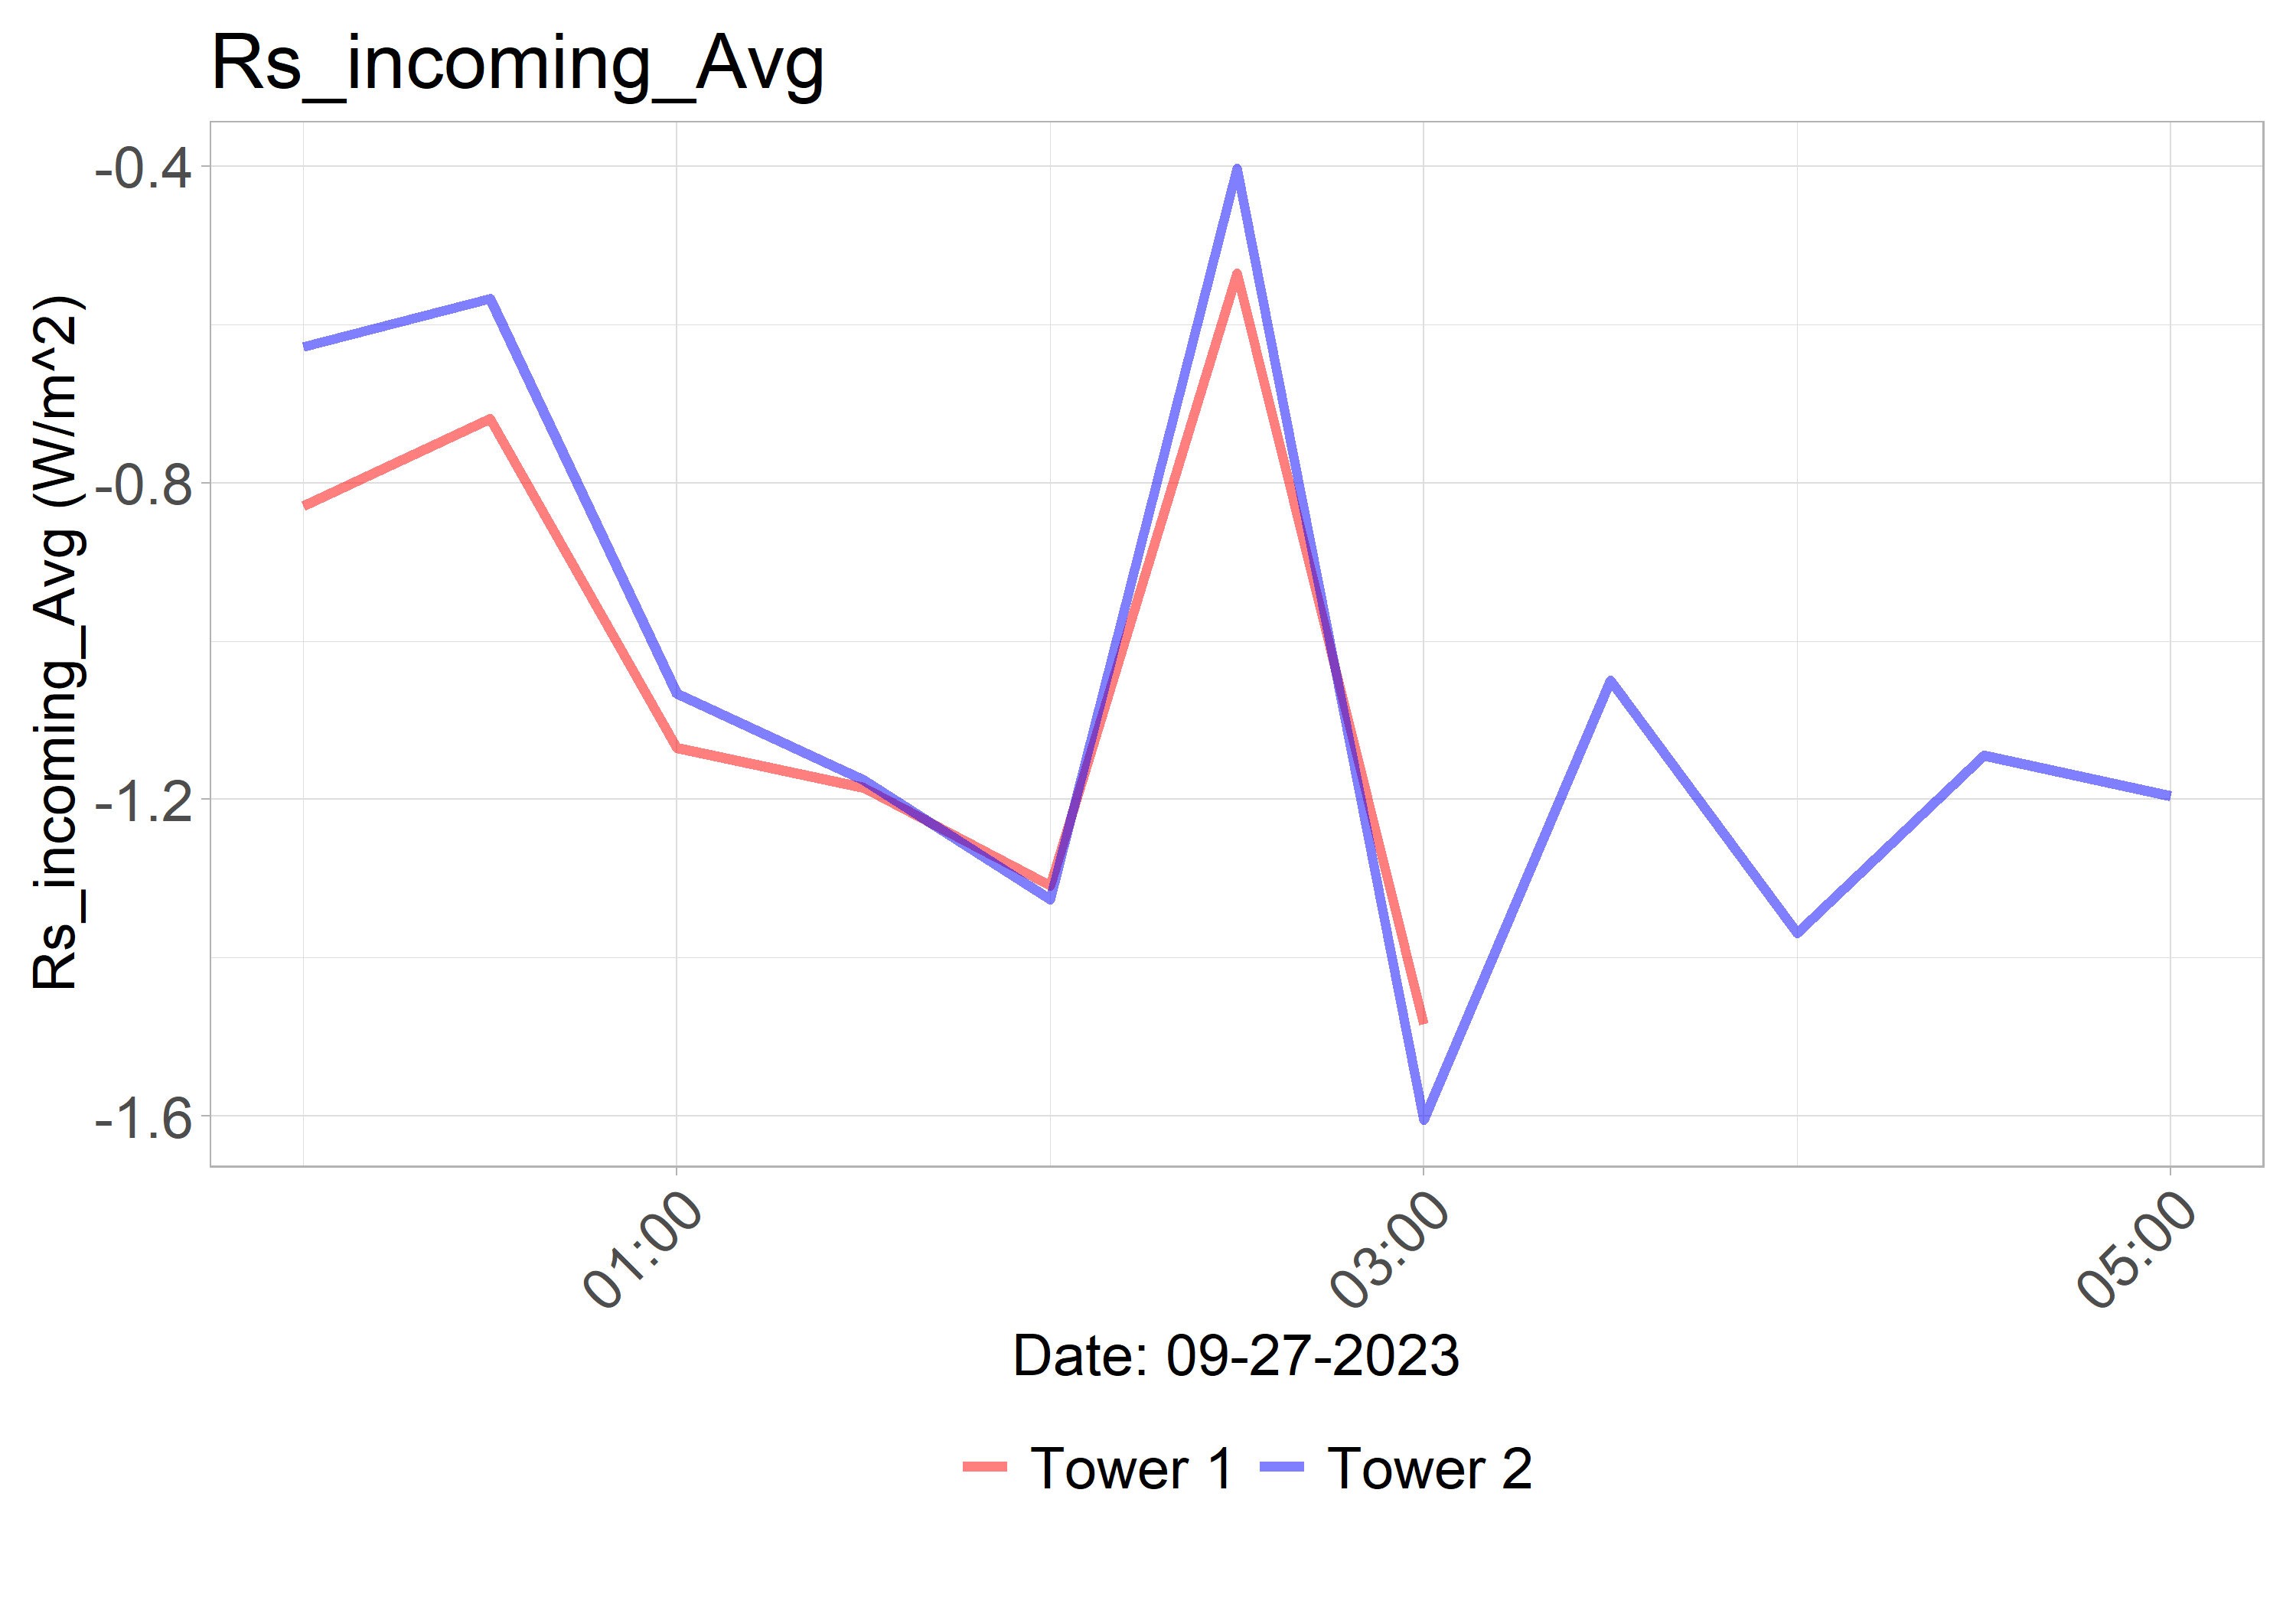 Rs_incoming_Avg
Rs_incoming_Avg (W/m^2)
-0.4
-0.8
-1.2
-1.6
01:00
03:00
05:00
Date: 09-27-2023
Tower 1
Tower 2